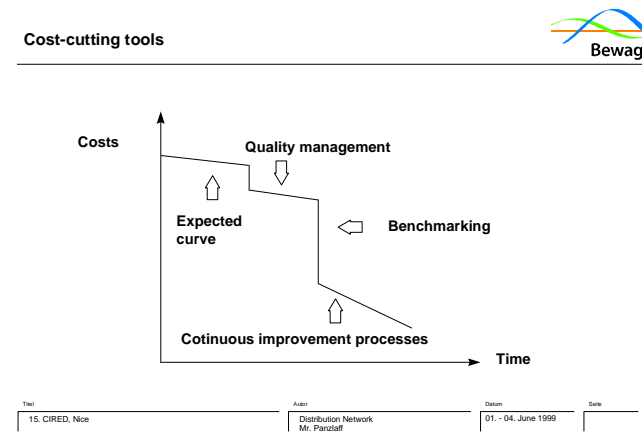 Cost-cutting tools
Bewag
Costs
Quality management
Expected
curve
Benchmarking
Cotinuous improvement processes
Time
Titel
Autor
Datum
Seite
15. CIRED, Nice
Distribution Network
Mr. Panzlaff
01. - 04. June 1999